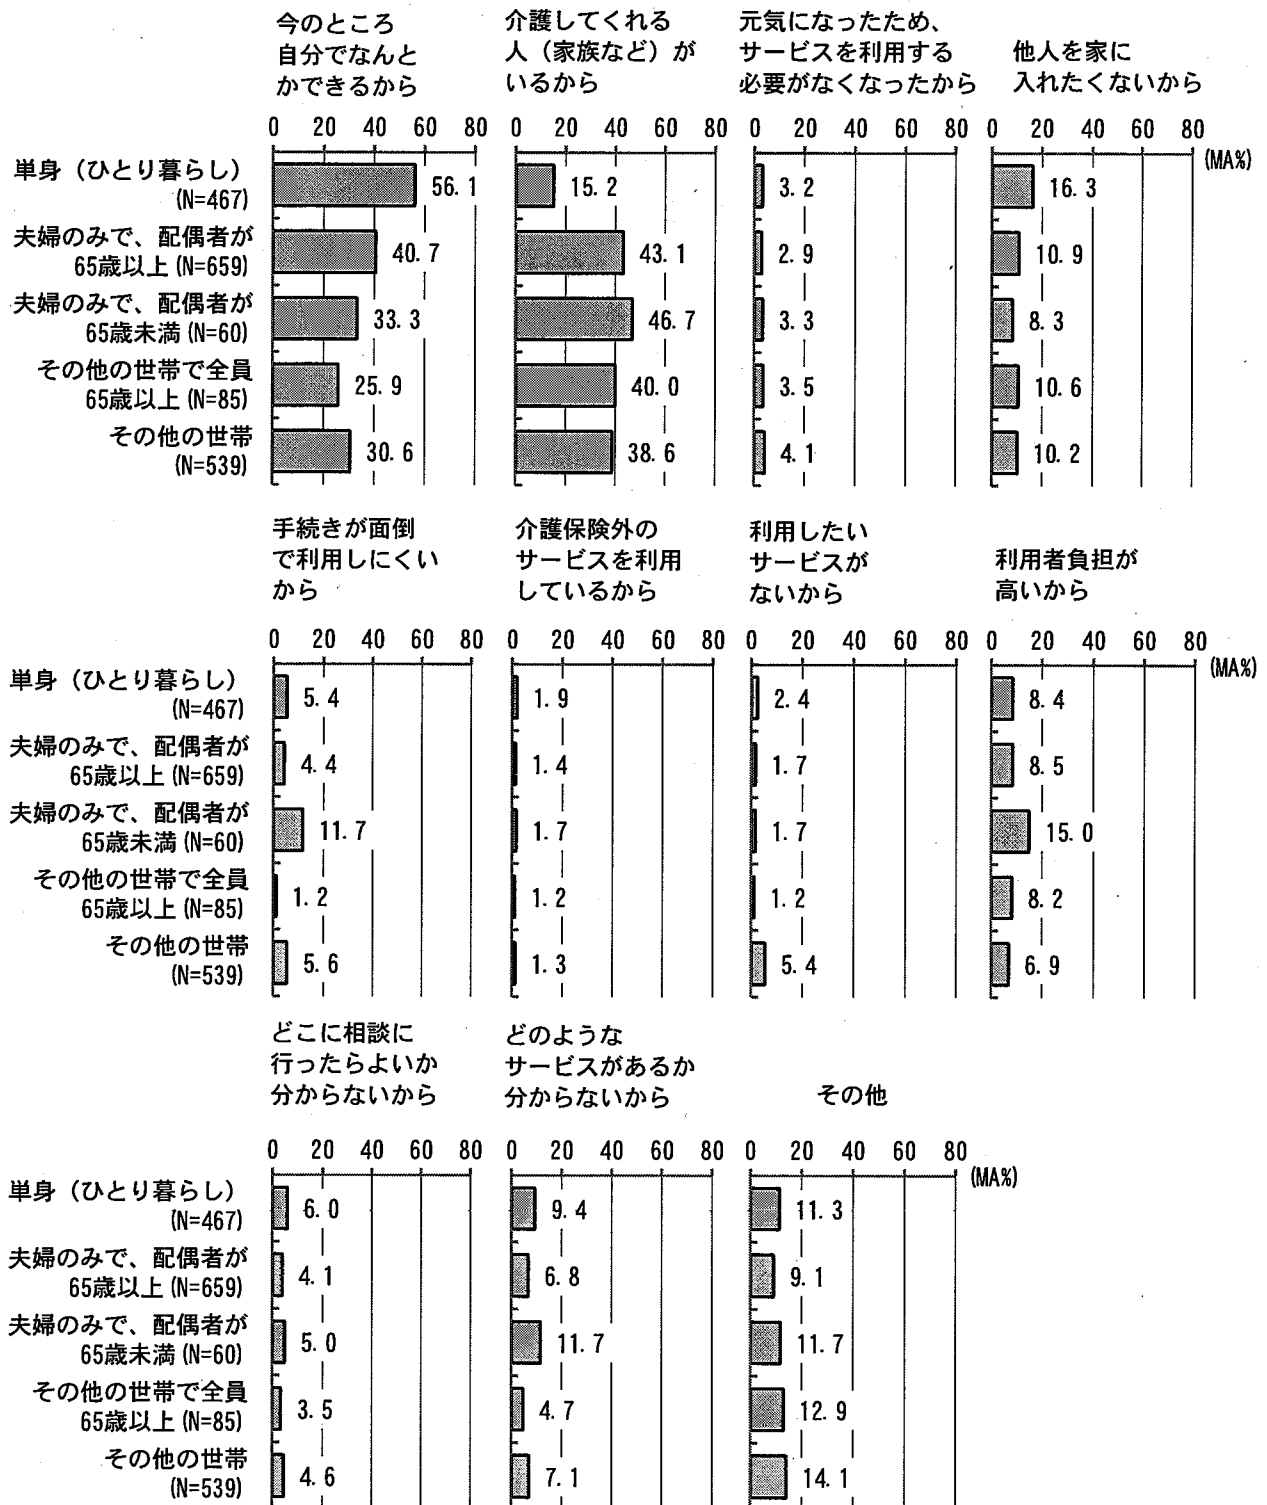 今のところ
自分でなんと
かできるから
介護してくれる
人（家族など）が
いるから
元気になったため、
サービスを利用する
必要がなくなったから
他人を家に
入れたくないから
0 20 40 60 80 0 20 40 60 80 0 20 40 60 80 0 20 40 60 80
(MA%)
単身（ひとり暮らし）
(N=467)
56.1 15.2 3.2 16.3
夫婦のみで、配偶者が
65歳以上(N=659)
40.7 43.1 2.9 10.9
夫婦のみで、配偶者が
65歳未満(N=60)
33.3 46.7 3.3 8.3
その他の世帯で全員
65歳以上(N=85)
25.9 40.0 3.5 10.6
その他の世帯
(N=539)
30.6 38.6 4.1 10.2
手続きが面倒
で利用しにくい
から
介護保険外の
サービスを利用
しているから
利用したい
サービスが
ないから
利用者負担が
高いから
0 20 40 60 80 0 20 40 60 80 0 20 40 60 80 0 20 40 60 80
(MA%)
単身（ひとり暮らし）
(N=467)
5.4 1.9 2.4 8.4
夫婦のみで、配偶者が
65歳以上(N=659)
4.4 1.4 1.7 8.5
夫婦のみで、配偶者が
65歳未満(N=60)
11.7 1.7 1.7 15.0
その他の世帯で全員
65歳以上(N=85)
1.2 1.2 1.2 8.2
その他の世帯
(N=539)
5.6 1.3 5.4 6.9
どこに相談に
行ったらよいか
分からないから
どのような
サービスがあるか
分からないから
その他
0 20 40 60 80 0 20 40 60 80 0 20 40 60 80
(MA%)
単身（ひとり暮らし）
(N=467)
6.0 9.4 11.3
夫婦のみで、配偶者が
65歳以上(N=659)
4.1 6.8 9.1
夫婦のみで、配偶者が
65歳未満(N=60)
5.0 11.7 11.7
その他の世帯で全員
65歳以上(N=85)
3.5 4.7 12.9
その他の世帯
(N=539)
4.6 7.1 14.1